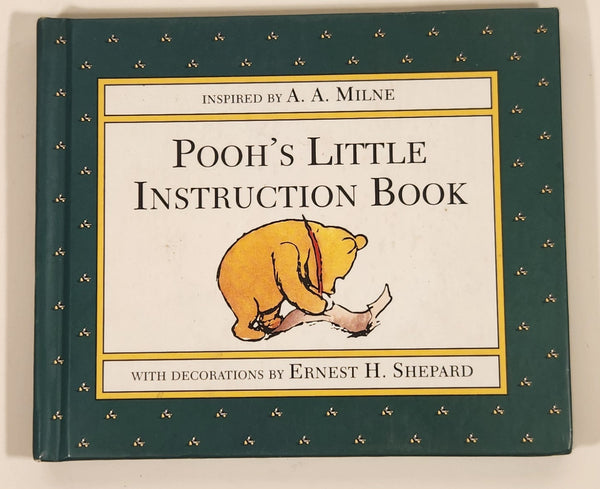 INSPIRED BY A. A. MILNE
POOH'S LITTLE
INSTRUCTION BOOK
WITH DECORATIONS BY ERNEST H. SHEPARD